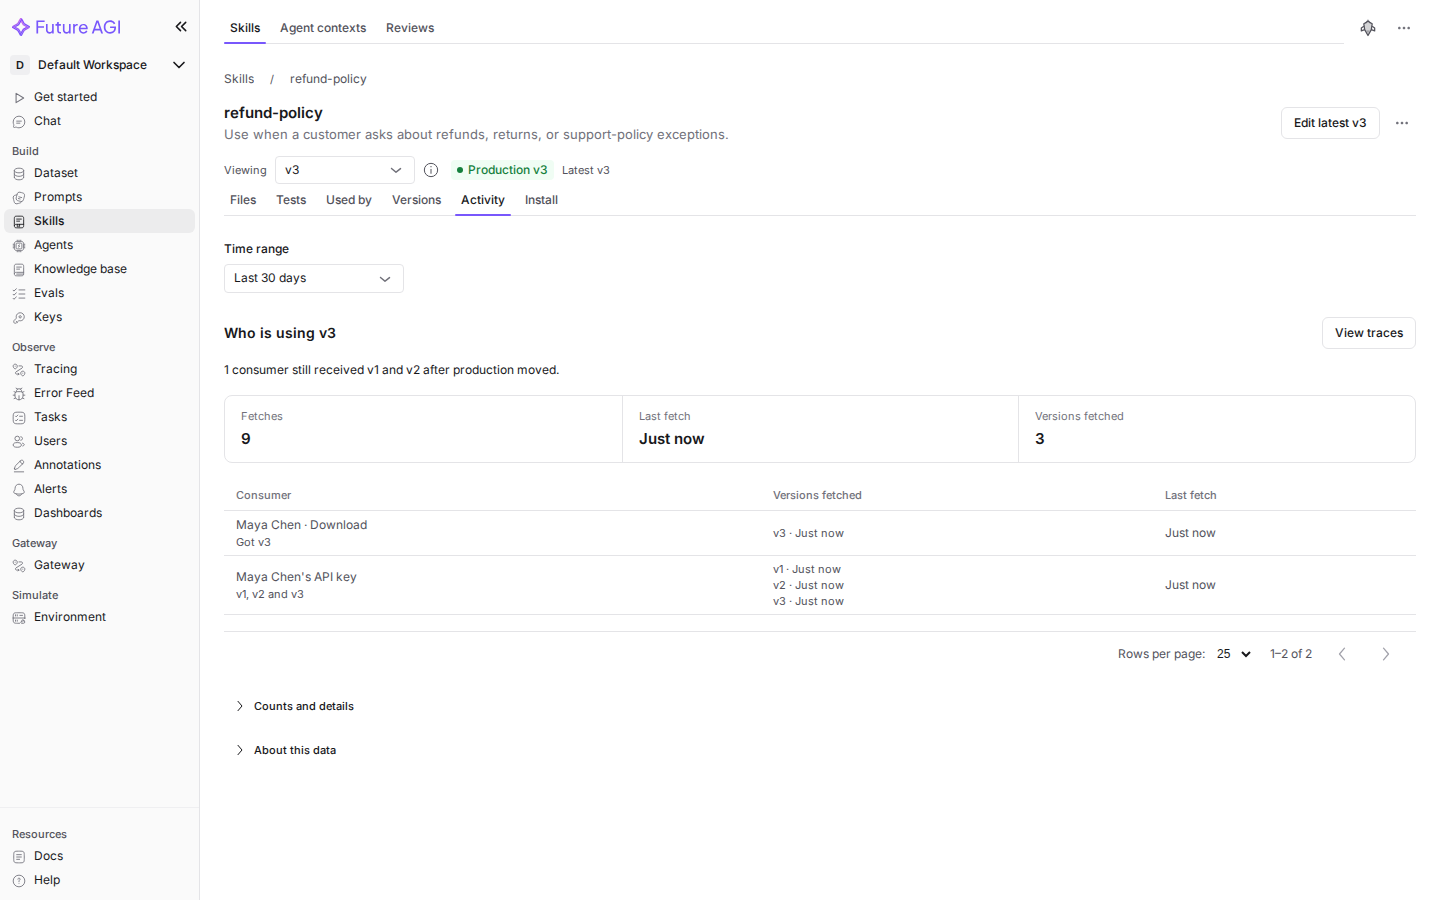 Future AGI
D Default Workspace
Get started
Chat
Build
Dataset
Prompts
Skills
Agents
Knowledge base
Evals
Keys
Observe
Tracing
Error Feed
Tasks
Users
Annotations
Alerts
Dashboards
Gateway
Gateway
Simulate
Environment
Resources
Docs
Help
Skills Agent contexts Reviews
Skills / refund-policy
refund-policy
Use when a customer asks about refunds, returns, or support-policy exceptions.
Edit latest v3
Viewing v3 Production v3 Latest v3
Files Tests Used by Versions Activity Install
Time range
Last 30 days
Who is using v3
View traces
1 consumer still received v1 and v2 after production moved.
Fetches Last fetch Versions fetched
9 Just now 3
Consumer Versions fetched Last fetch
Maya Chen · Download
Got v3
v3 · Just now
Just now
Maya Chen's API key
v1, v2 and v3
v1 · Just now
v2 · Just now
v3 · Just now
Just now
Rows per page: 25 1–2 of 2
Counts and details
About this data